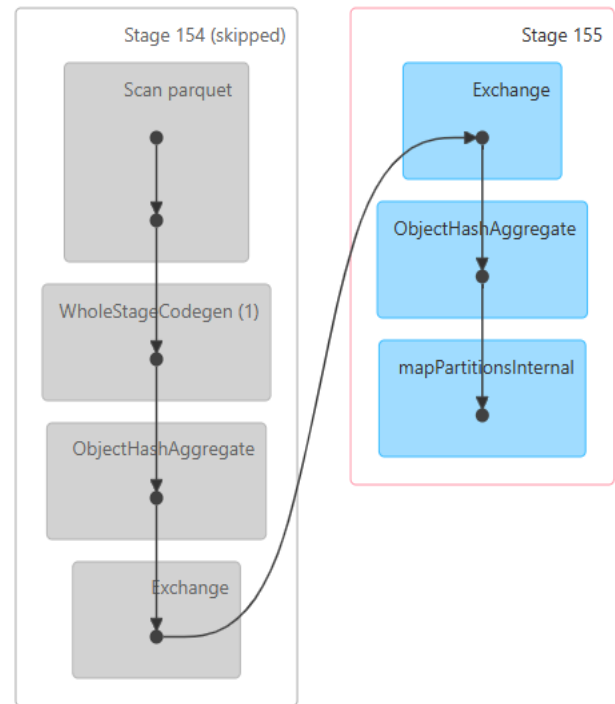 Stage 154 (skipped)
Scan parquet
WholeStageCodegen (1)
ObjectHashAggregate
Exchange
Stage 155
Exchange
ObjectHashAggregate
mapPartitionsInternal